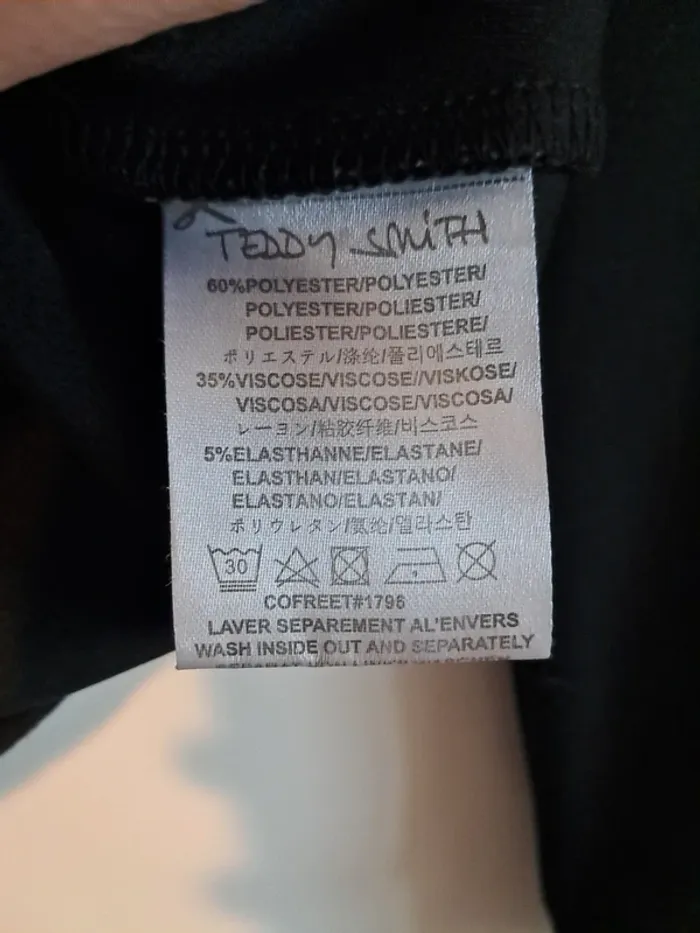 TEDDY SMITH
60%POLYESTER/POLYESTER/
POLYESTER/POLIESTER/
POLIESTER/POLIESTERE/
ポリエステル/涤纶/폴리에스테르
35%VISCOSE/VISCOSE//VISKOSE/
VISCOSA/VISCOSE/VISCOSA/
レーヨン/粘胶纤维/비스코스
5%ELASTHANNE/ELASTANE/
ELASTHAN/ELASTANO/
ELASTANO/ELASTAN/
ポリウレタン/氨纶/엘라스탄
30
COFREET#1796
LAVER SEPAREMENT AL'ENVERS
WASH INSIDE OUT AND SEPARATELY